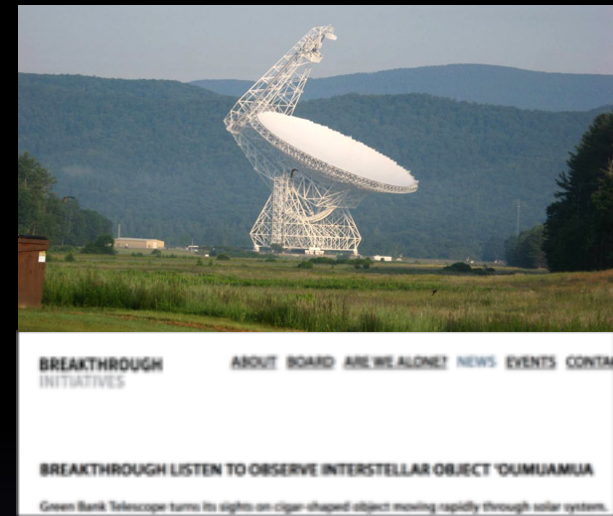 BREAKTHROUGH ABOUT BOARD ARE WE ALONE? NEWS EVENTS CONTA
INITIATIVES
BREAKTHROUGH LISTEN TO OBSERVE INTERSTELLAR OBJECT 'OUMUAMUA
Green Bank Telescope turns its sights on cigar-shaped object moving rapidly through solar system.